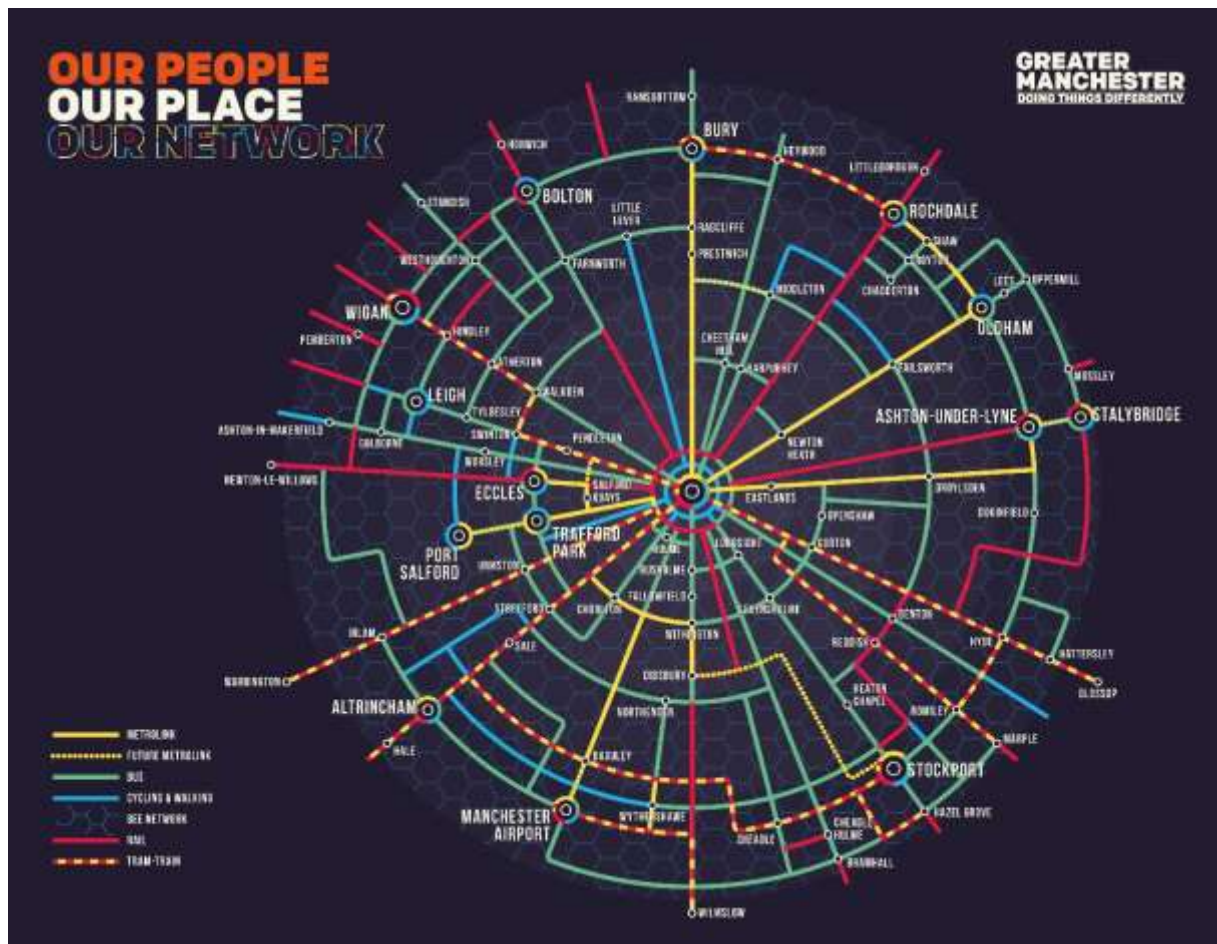 OUR PEOPLE
OUR PLACE
OUR NETWORK
GREATER
MANCHESTER
DOING THINGS DIFFERENTLY
RAMSBOTTOM
BURY
HEYWOOD
LITTLEBOROUGH
HORWICH
BOLTON
ROCHDALE
STANDISH
LITTLE
LEVER
RADCLIFFE
SHAW
ROYTON
WESTHOUGHTON
FARNWORTH
PRESTWICH
CHADDERTON
LEES
UPPERMILL
MIDDLETON
WIGAN
OLDHAM
PEMBERTON
HINDLEY
CHEETHAM
HILL
ATHERTON
HARPURHEY
FAILSWORTH
MOSSLEY
WALKDEN
LEIGH
TYLDESLEY
ASHTON-UNDER-LYNE
STALYBRIDGE
ASHTON-IN-MAKERFIELD
GOLBORNE
SWINTON
PENDLETON
NEWTON
HEATH
WORSLEY
NEWTON-LE-WILLOWS
ECCLES
SALFORD
QUAYS
EASTLANDS
DROYLSDEN
DUKINFIELD
OPENSHAW
TRAFFORD
PARK
PORT
SALFORD
HULME
LONGSIGHT
GORTON
URMSTON
RUSHOLME
STRETFORD
CHORLTON
FALLOWFIELD
LEVENSHULME
DENTON
IRLAM
SALE
WITHINGTON
REDDISH
HYDE
HATTERSLEY
WARRINGTON
DIDSBURY
GLOSSOP
ALTRINCHAM
NORTHENDEN
HEATON
CHAPEL
ROMILEY
HALE
BAGULEY
MARPLE
STOCKPORT
MANCHESTER
AIRPORT
WYTHENSHAWE
CHEADLE
CHEADLE
HULME
HAZEL GROVE
BRAMHALL
WILMSLOW
METROLINK
FUTURE METROLINK
BUS
CYCLING & WALKING
BEE NETWORK
RAIL
TRAM-TRAIN